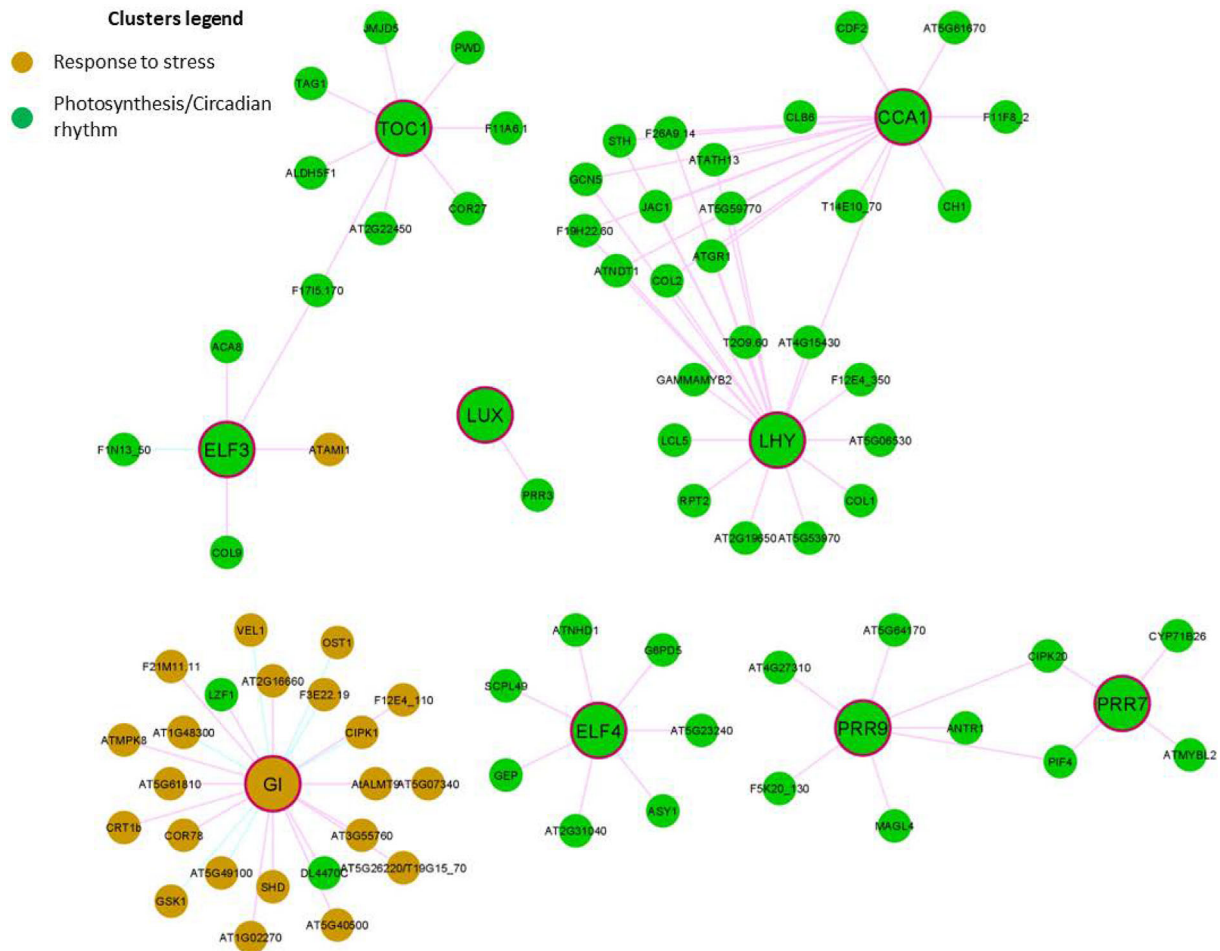 Clusters legend
Response to stress
Photosynthesis/Circadian
rhythm
JMJD5
PWD
TAG1
TOC1
F11A6.1
ALDH5F1
COR27
AT2G22450
F17I5.170
ACA8
F1N13_50
ELF3
ATAMI1
COL9
LUX
PRR3
CDF2
AT5G61670
CLB6
CCA1
F11F8_2
STH
F26A9.14
ATATH13
GCN5
JAC1
AT5G59770
T14E10_70
CH1
F19H22.60
ATNDT1
COL2
ATGR1
T2O9.60
AT4G15430
GAMMAMYB2
F12E4_350
LCL5
LHY
AT5G06530
RPT2
COL1
AT2G19650
AT5G53970
VEL1
OST1
F21M11.11
LZF1
AT2G16660
F3E22.19
F12E4_110
ATMPK8
AT1G48300
CIPK1
AT5G61810
GI
AtALMT9
AT5G07340
CRT1b
COR78
AT3G55760
AT5G49100
SHD
DL4470C
AT5G26220/T19G15_70
GSK1
AT1G02270
AT5G40500
ATNHD1
G6PD5
SCPL49
ELF4
AT5G23240
GEP
AT2G31040
ASY1
AT5G64170
AT4G27310
CIPK20
CYP71B26
PRR9
ANTR1
PRR7
F5K20_130
PIF4
ATMYBL2
MAGL4